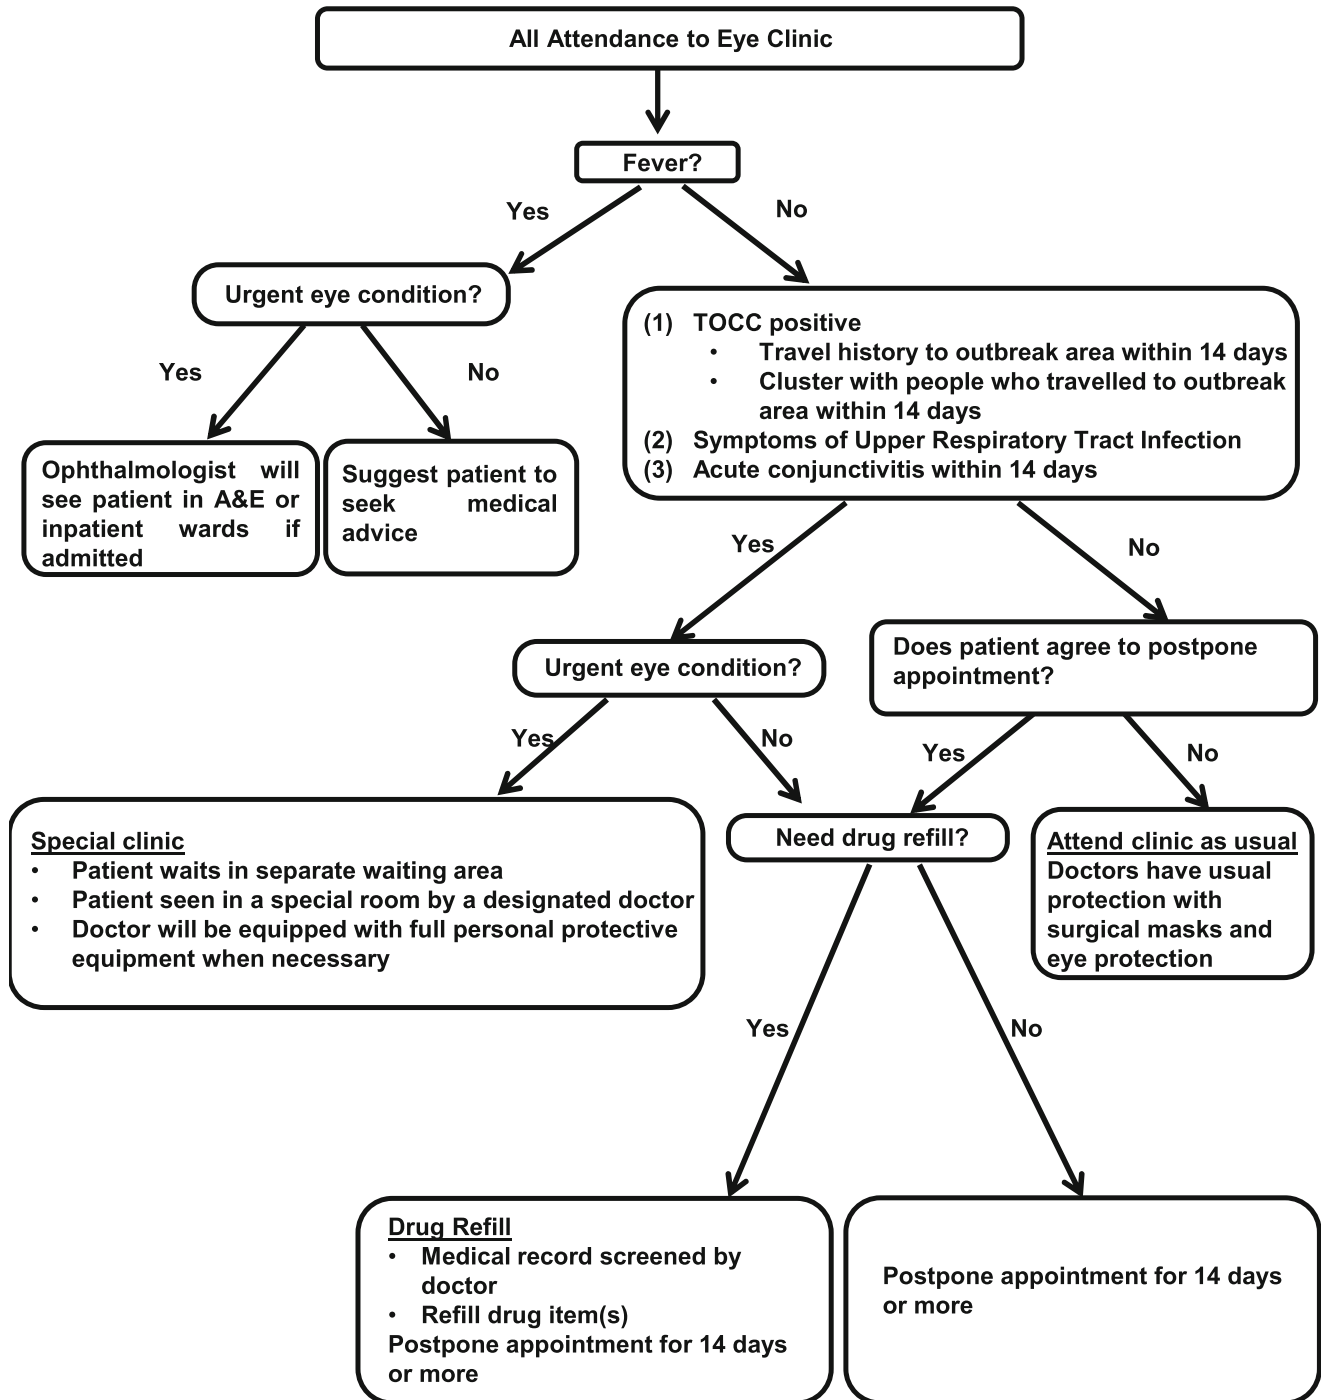 All Attendance to Eye Clinic
Fever?
Yes
No
Urgent eye condition?
(1) TOCC positive
• Travel history to outbreak area within 14 days
• Cluster with people who travelled to outbreak
area within 14 days
(2) Symptoms of Upper Respiratory Tract Infection
(3) Acute conjunctivitis within 14 days
Yes
No
Ophthalmologist will
see patient in A&E or
inpatient wards if
admitted
Suggest patient to
seek medical
advice
Yes
No
Urgent eye condition?
Does patient agree to postpone
appointment?
Yes
No
Yes
No
Special clinic
• Patient waits in separate waiting area
• Patient seen in a special room by a designated doctor
• Doctor will be equipped with full personal protective
equipment when necessary
Need drug refill?
Attend clinic as usual
Doctors have usual
protection with
surgical masks and
eye protection
Yes
No
Drug Refill
• Medical record screened by
doctor
• Refill drug item(s)
Postpone appointment for 14 days
or more
Postpone appointment for 14 days
or more